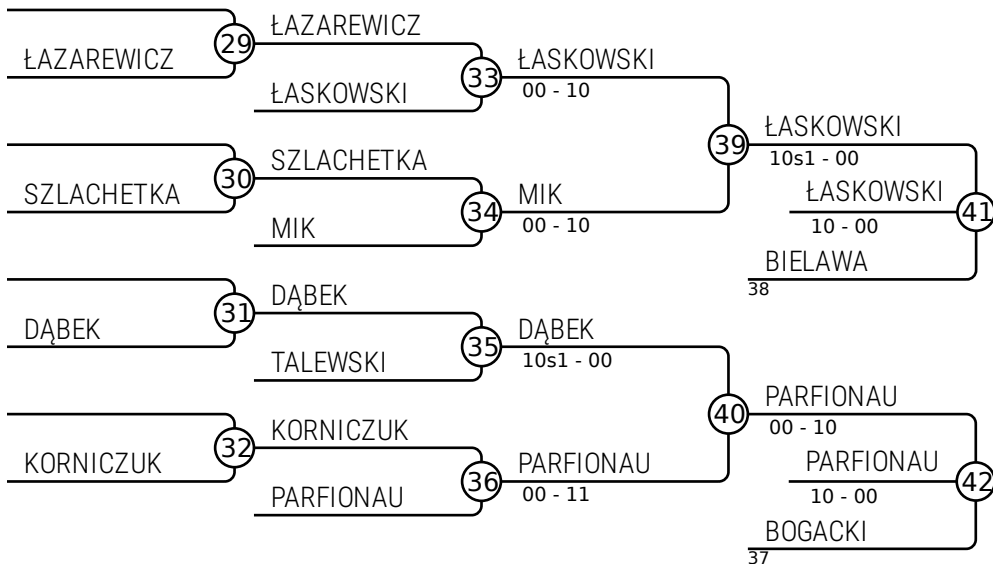 ŁAZAREWICZ
29
ŁAZAREWICZ
ŁASKOWSKI
33
ŁASKOWSKI
00 - 10
SZLACHETKA
30
SZLACHETKA
MIK
34
MIK
00 - 10
39
ŁASKOWSKI
10s1 - 00
ŁASKOWSKI
10 - 00
41
BIELAWA
38
DĄBEK
31
DĄBEK
TALEWSKI
35
DĄBEK
10s1 - 00
KORNICZUK
32
KORNICZUK
PARFIONAU
36
PARFIONAU
00 - 11
40
PARFIONAU
00 - 10
PARFIONAU
10 - 00
42
BOGACKI
37